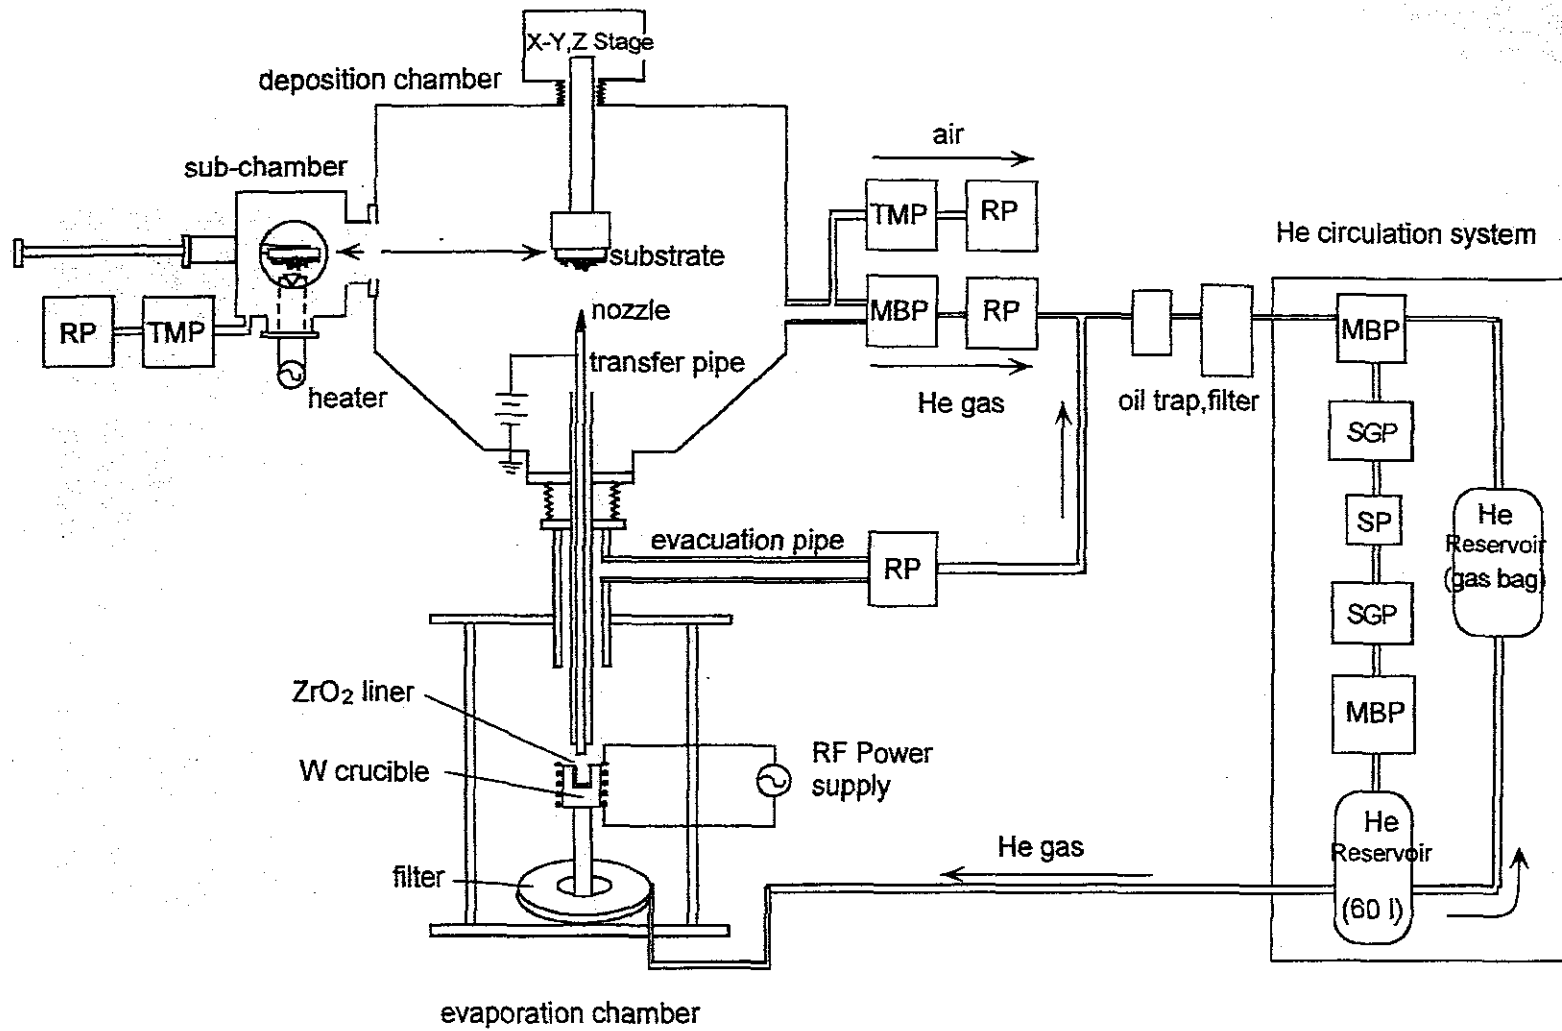 X-Y,Z Stage
deposition chamber
air
sub-chamber
TMP
RP
He circulation system
substrate
nozzle
MBP
RP
MBP
RP
TMP
transfer pipe
heater
He gas
oil trap,filter
SGP
SP
He
Reservoir
(gas bag)
evacuation pipe
RP
SGP
ZrO₂ liner
MBP
W crucible
RF Power
supply
He
Reservoir
(60 l)
He gas
filter
evaporation chamber